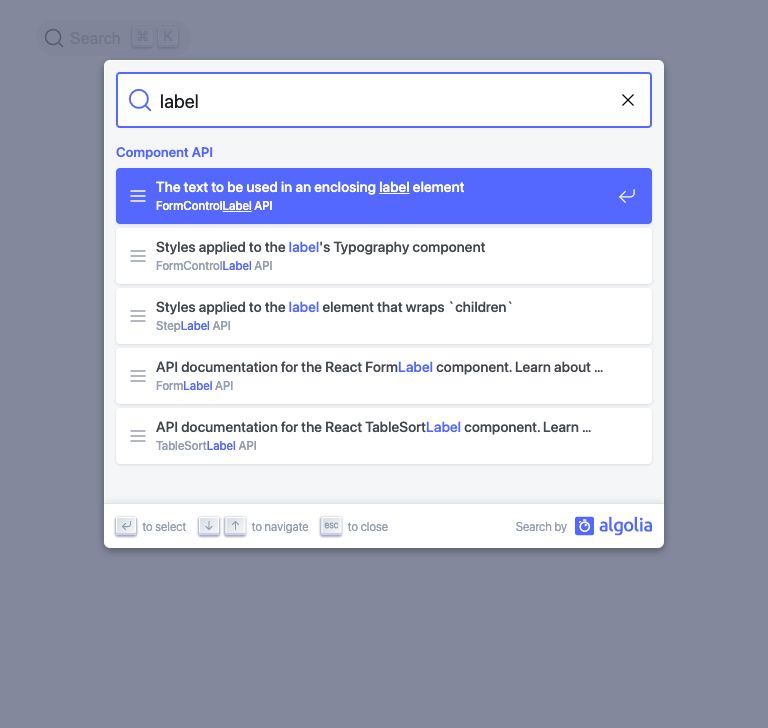 Search ⌘ K
label
Component API
The text to be used in an enclosing label element
FormControlLabel API
Styles applied to the label's Typography component
FormControlLabel API
Styles applied to the label element that wraps `children`
StepLabel API
API documentation for the React FormLabel component. Learn about ...
FormLabel API
API documentation for the React TableSortLabel component. Learn ...
TableSortLabel API
to select to navigate esc to close Search by algolia